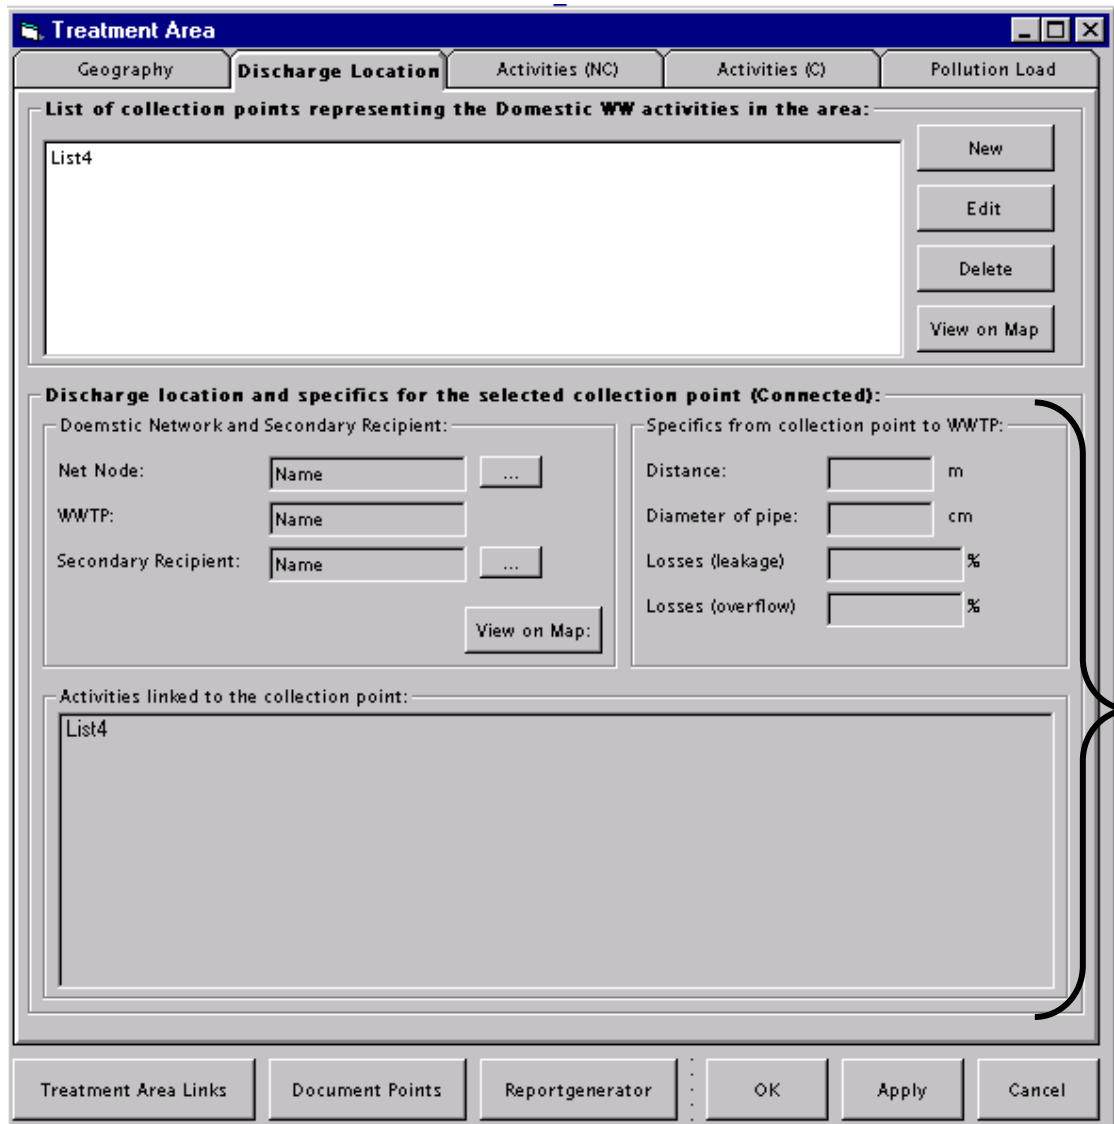 Treatment Area
Geography
Discharge Location
Activities (NC)
Activities (C)
Pollution Load
List of collection points representing the Domestic WW activities in the area:
List4
New
Edit
Delete
View on Map
Discharge location and specifics for the selected collection point (Connected):
Doemstic Network and Secondary Recipient:
Net Node:
Name
...
WWTP:
Name
Secondary Recipient:
Name
...
View on Map:
Specifics from collection point to WWTP:
Distance:
m
Diameter of pipe:
cm
Losses (leakage)
%
Losses (overflow)
%
Activities linked to the collection point:
List4
Treatment Area Links
Document Points
Reportgenerator
OK
Apply
Cancel